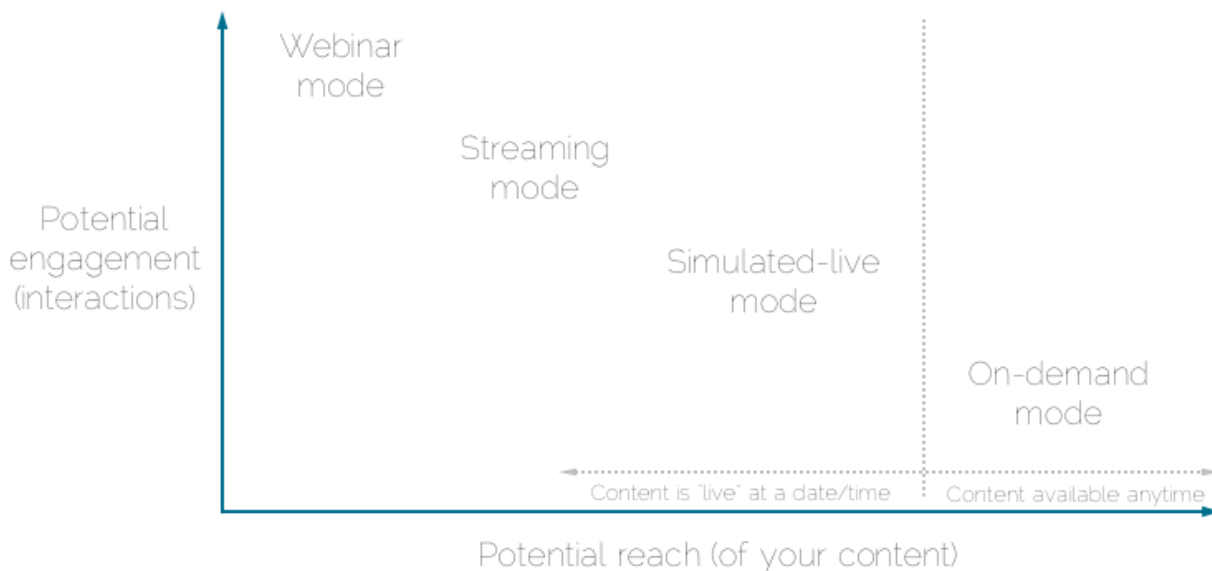 Webinar
mode
Streaming
mode
Potential
engagement
(interactions)
Simulated-live
mode
On-demand
mode
Content is "live" at a date/time
Content available anytime
Potential reach (of your content)